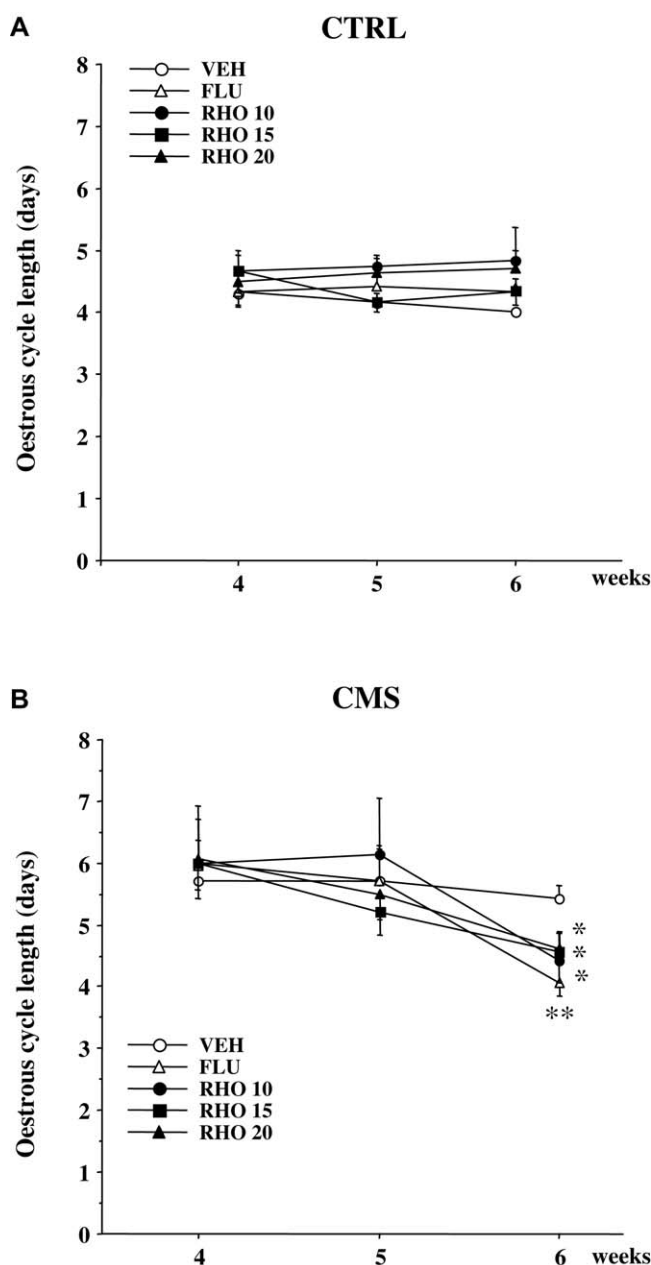 A
CTRL
VEH
FLU
RHO 10
RHO 15
RHO 20
Oestrous cycle length (days)
8
7
6
5
4
3
2
1
0
4 5 6 weeks
B
CMS
Oestrous cycle length (days)
8
7
6
5
4
3
2
1
0
*
*
*
**
VEH
FLU
RHO 10
RHO 15
RHO 20
4 5 6 weeks